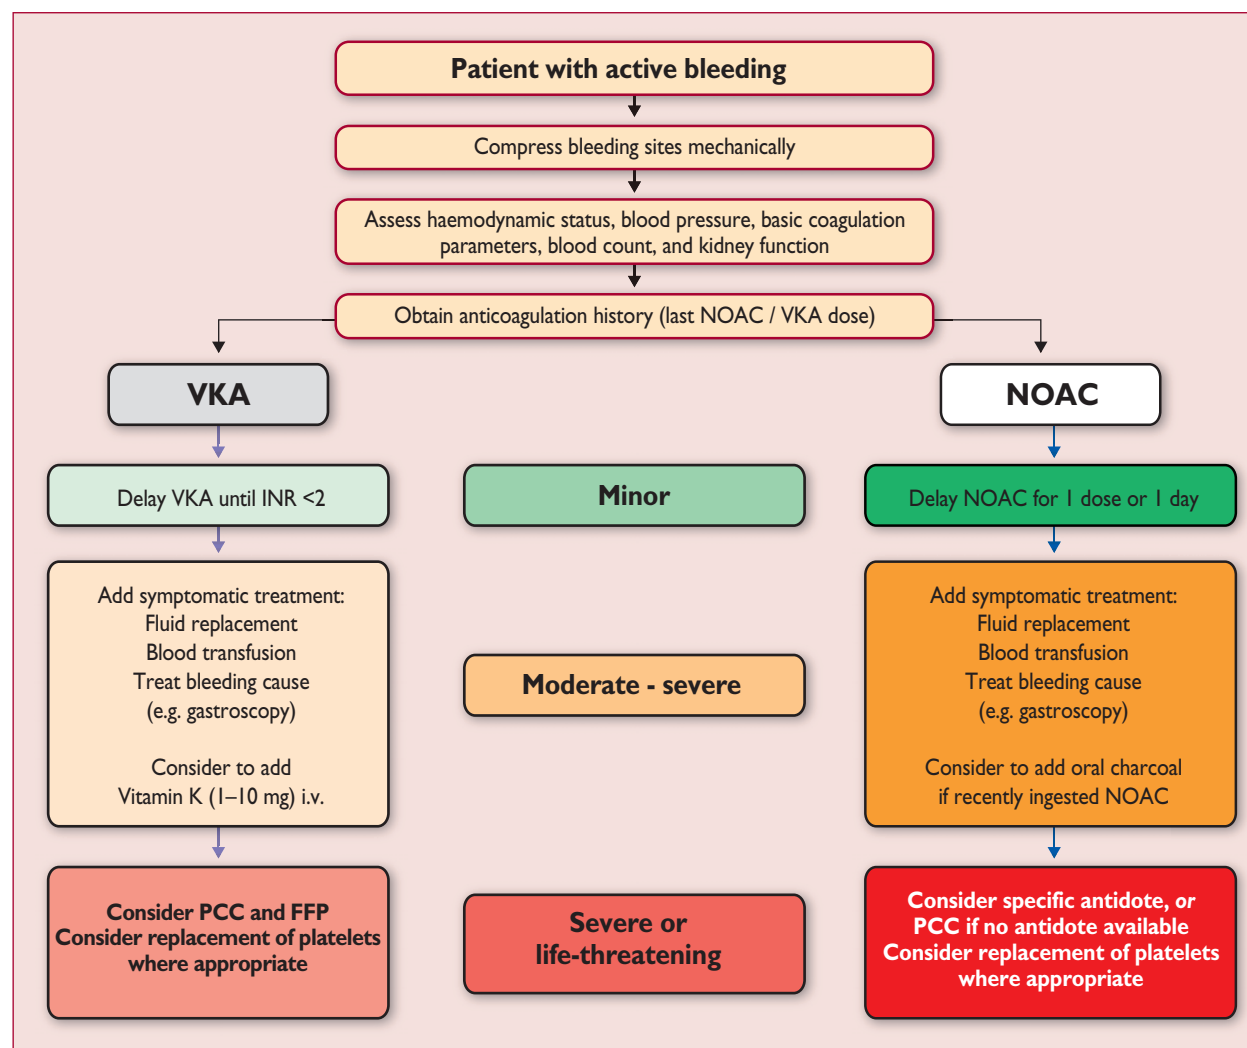 Patient with active bleeding
Compress bleeding sites mechanically
Assess haemodynamic status, blood pressure, basic coagulation
parameters, blood count, and kidney function
Obtain anticoagulation history (last NOAC / VKA dose)
VKA
NOAC
Delay VKA until INR <2
Minor
Delay NOAC for 1 dose or 1 day
Add symptomatic treatment:
Fluid replacement
Blood transfusion
Treat bleeding cause
(e.g. gastroscopy)
Consider to add
Vitamin K (1–10 mg) i.v.
Moderate - severe
Add symptomatic treatment:
Fluid replacement
Blood transfusion
Treat bleeding cause
(e.g. gastroscopy)
Consider to add oral charcoal
if recently ingested NOAC
Consider PCC and FFP
Consider replacement of platelets
where appropriate
Severe or
life-threatening
Consider specific antidote, or
PCC if no antidote available
Consider replacement of platelets
where appropriate